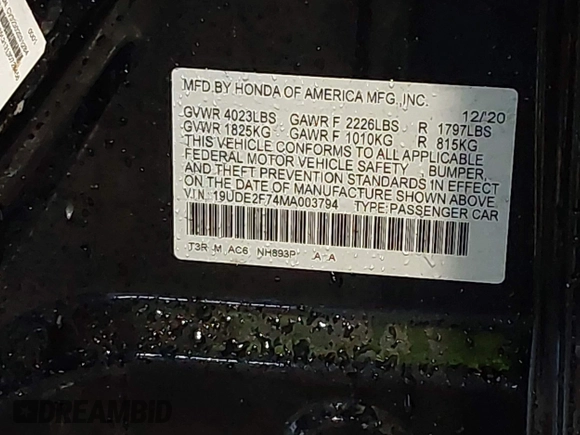 MFD.BY HONDA OF AMERICA MFG.,INC.
12/'20
GVWR 4023LBS GAWR F 2226LBS R 1797LBS
GVWR 1825KG GAWR F 1010KG R 815KG
THIS VEHICLE CONFORMS TO ALL APPLICABLE
FEDERAL MOTOR VEHICLE SAFETY , BUMPER,
AND THEFT PREVENTION STANDARDS IN EFFECT
ON THE DATE OF MANUFACTURE SHOWN ABOVE
V.I.N. 19UDE2F74MA003794 TYPE:PASSENGER CAR
T3R M AC6 NH893P A A
DREAMBID